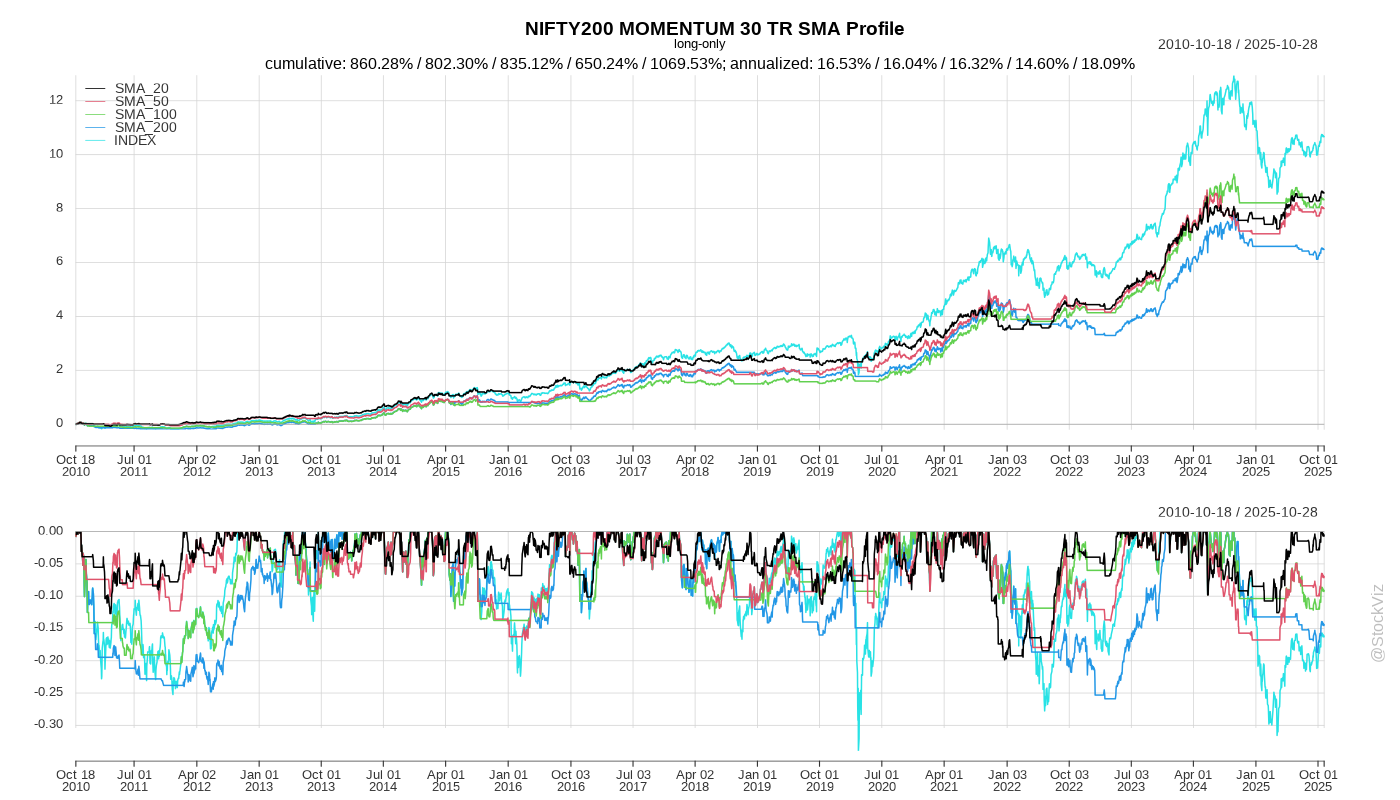 NIFTY200 MOMENTUM 30 TR SMA Profile
long-only
2010-10-18 / 2025-10-28
cumulative: 860.28% / 802.30% / 835.12% / 650.24% / 1069.53%; annualized: 16.53% / 16.04% / 16.32% / 14.60% / 18.09%
SMA_20
SMA_50
SMA_100
SMA_200
INDEX
12
10
8
6
4
2
0
Oct 18 Jul 01 Apr 02 Jan 01 Oct 01 Jul 01 Apr 01 Jan 01 Oct 03 Jul 03 Apr 02 Jan 01 Oct 01 Jul 01 Apr 01 Jan 03 Oct 03 Jul 03 Apr 01 Jan 01 Oct 01
2010 2011 2012 2013 2013 2014 2015 2016 2016 2017 2018 2019 2019 2020 2021 2022 2022 2023 2024 2025 2025
2010-10-18 / 2025-10-28
0.00
-0.05
-0.10
-0.15
-0.20
-0.25
-0.30
Oct 18 Jul 01 Apr 02 Jan 01 Oct 01 Jul 01 Apr 01 Jan 01 Oct 03 Jul 03 Apr 02 Jan 01 Oct 01 Jul 01 Apr 01 Jan 03 Oct 03 Jul 03 Apr 01 Jan 01 Oct 01
2010 2011 2012 2013 2013 2014 2015 2016 2016 2017 2018 2019 2019 2020 2021 2022 2022 2023 2024 2025 2025
@StockViz